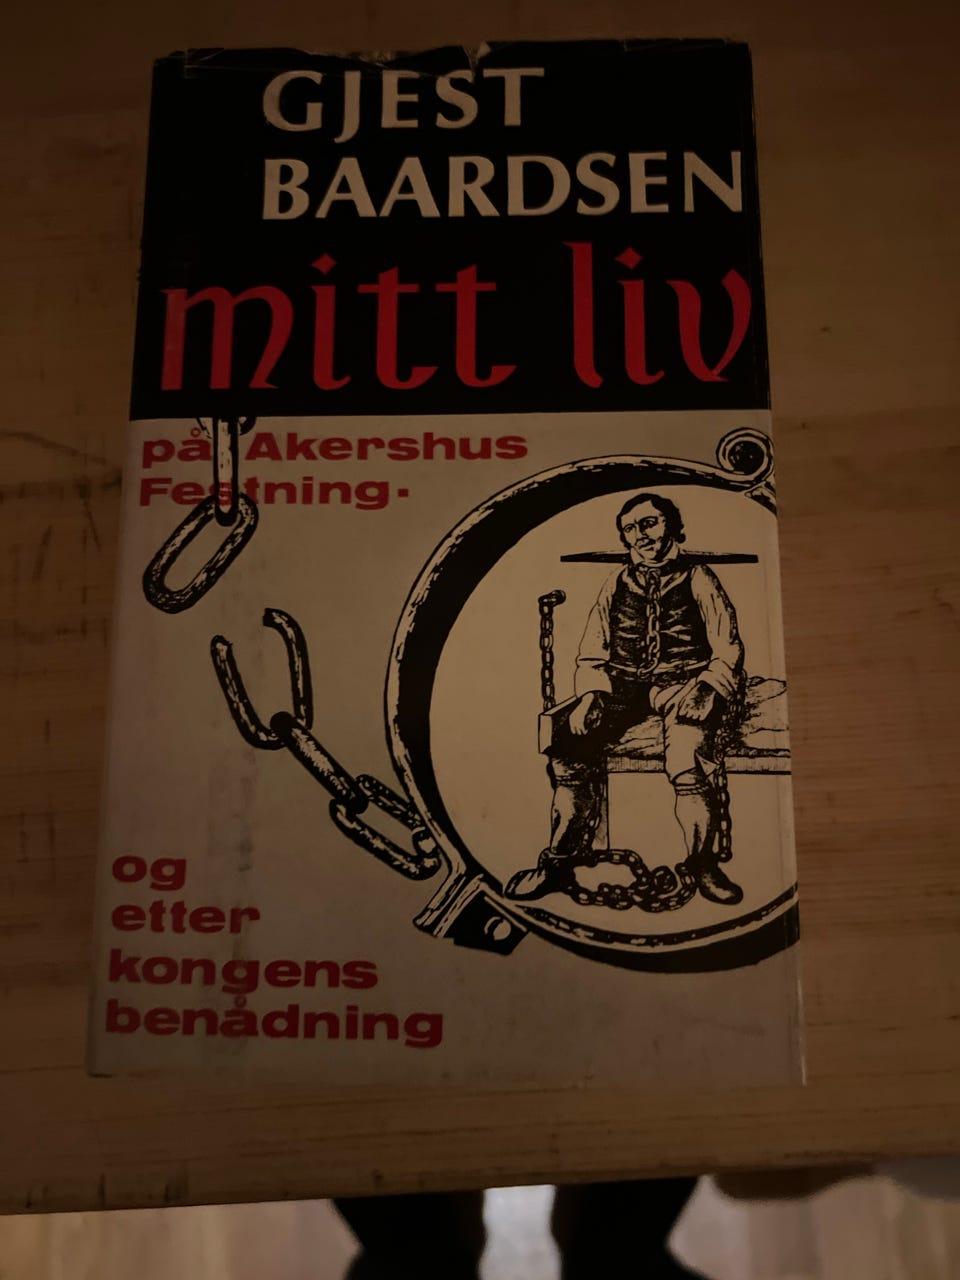 GJEST
BAARDSEN
mitt liv
på Akershus
Festning.
og
etter
kongens
benådning